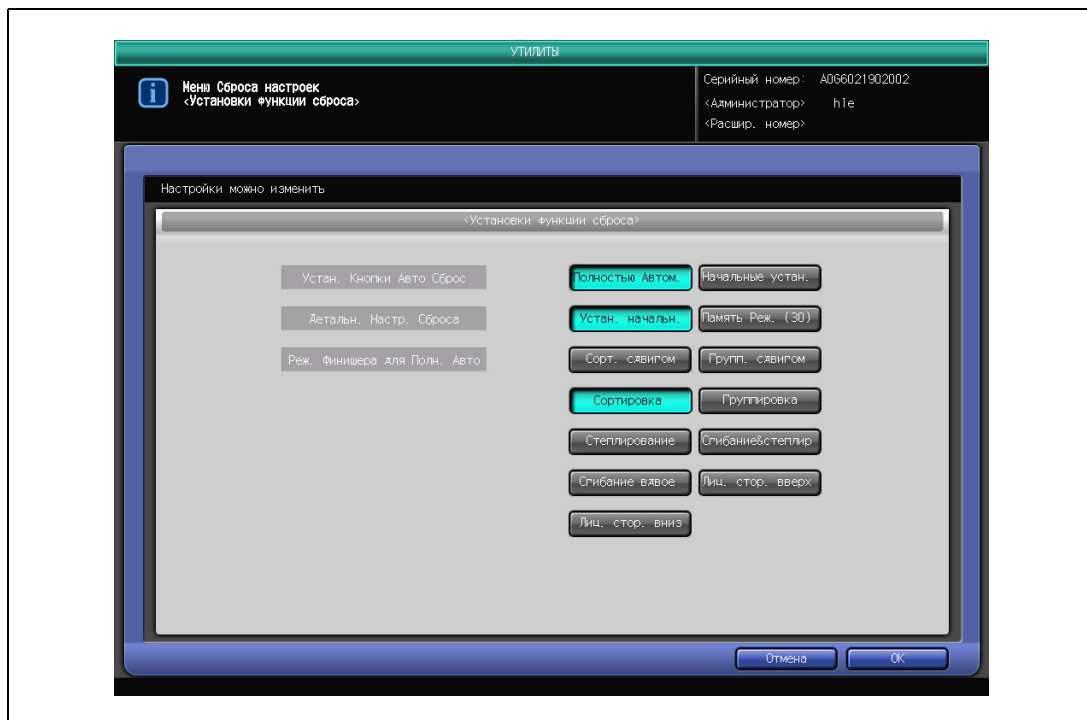 УТИЛИТЫ
Меню Сброса настроек
<Установки функции сброса>
Серийный номер: A0G6021902002
<Администратор> hle
<Расшир. номер>
Настройки можно изменить
<Установки функции сброса>
Устан. Кнопки Авто Сброс Полностью Автом. Начальные устан.
Детальн. Настр. Сброса Устан. начальн. Память Реж. (30)
Реж. Финишера для Полн. Авто Сорт. сдвигом Групп. сдвигом
Сортировка Группировка
Степлирование Сгибание&степлир
Сгибание вдвое Лиц. стор. вверх
Лиц. стор. вниз
Отмена OK